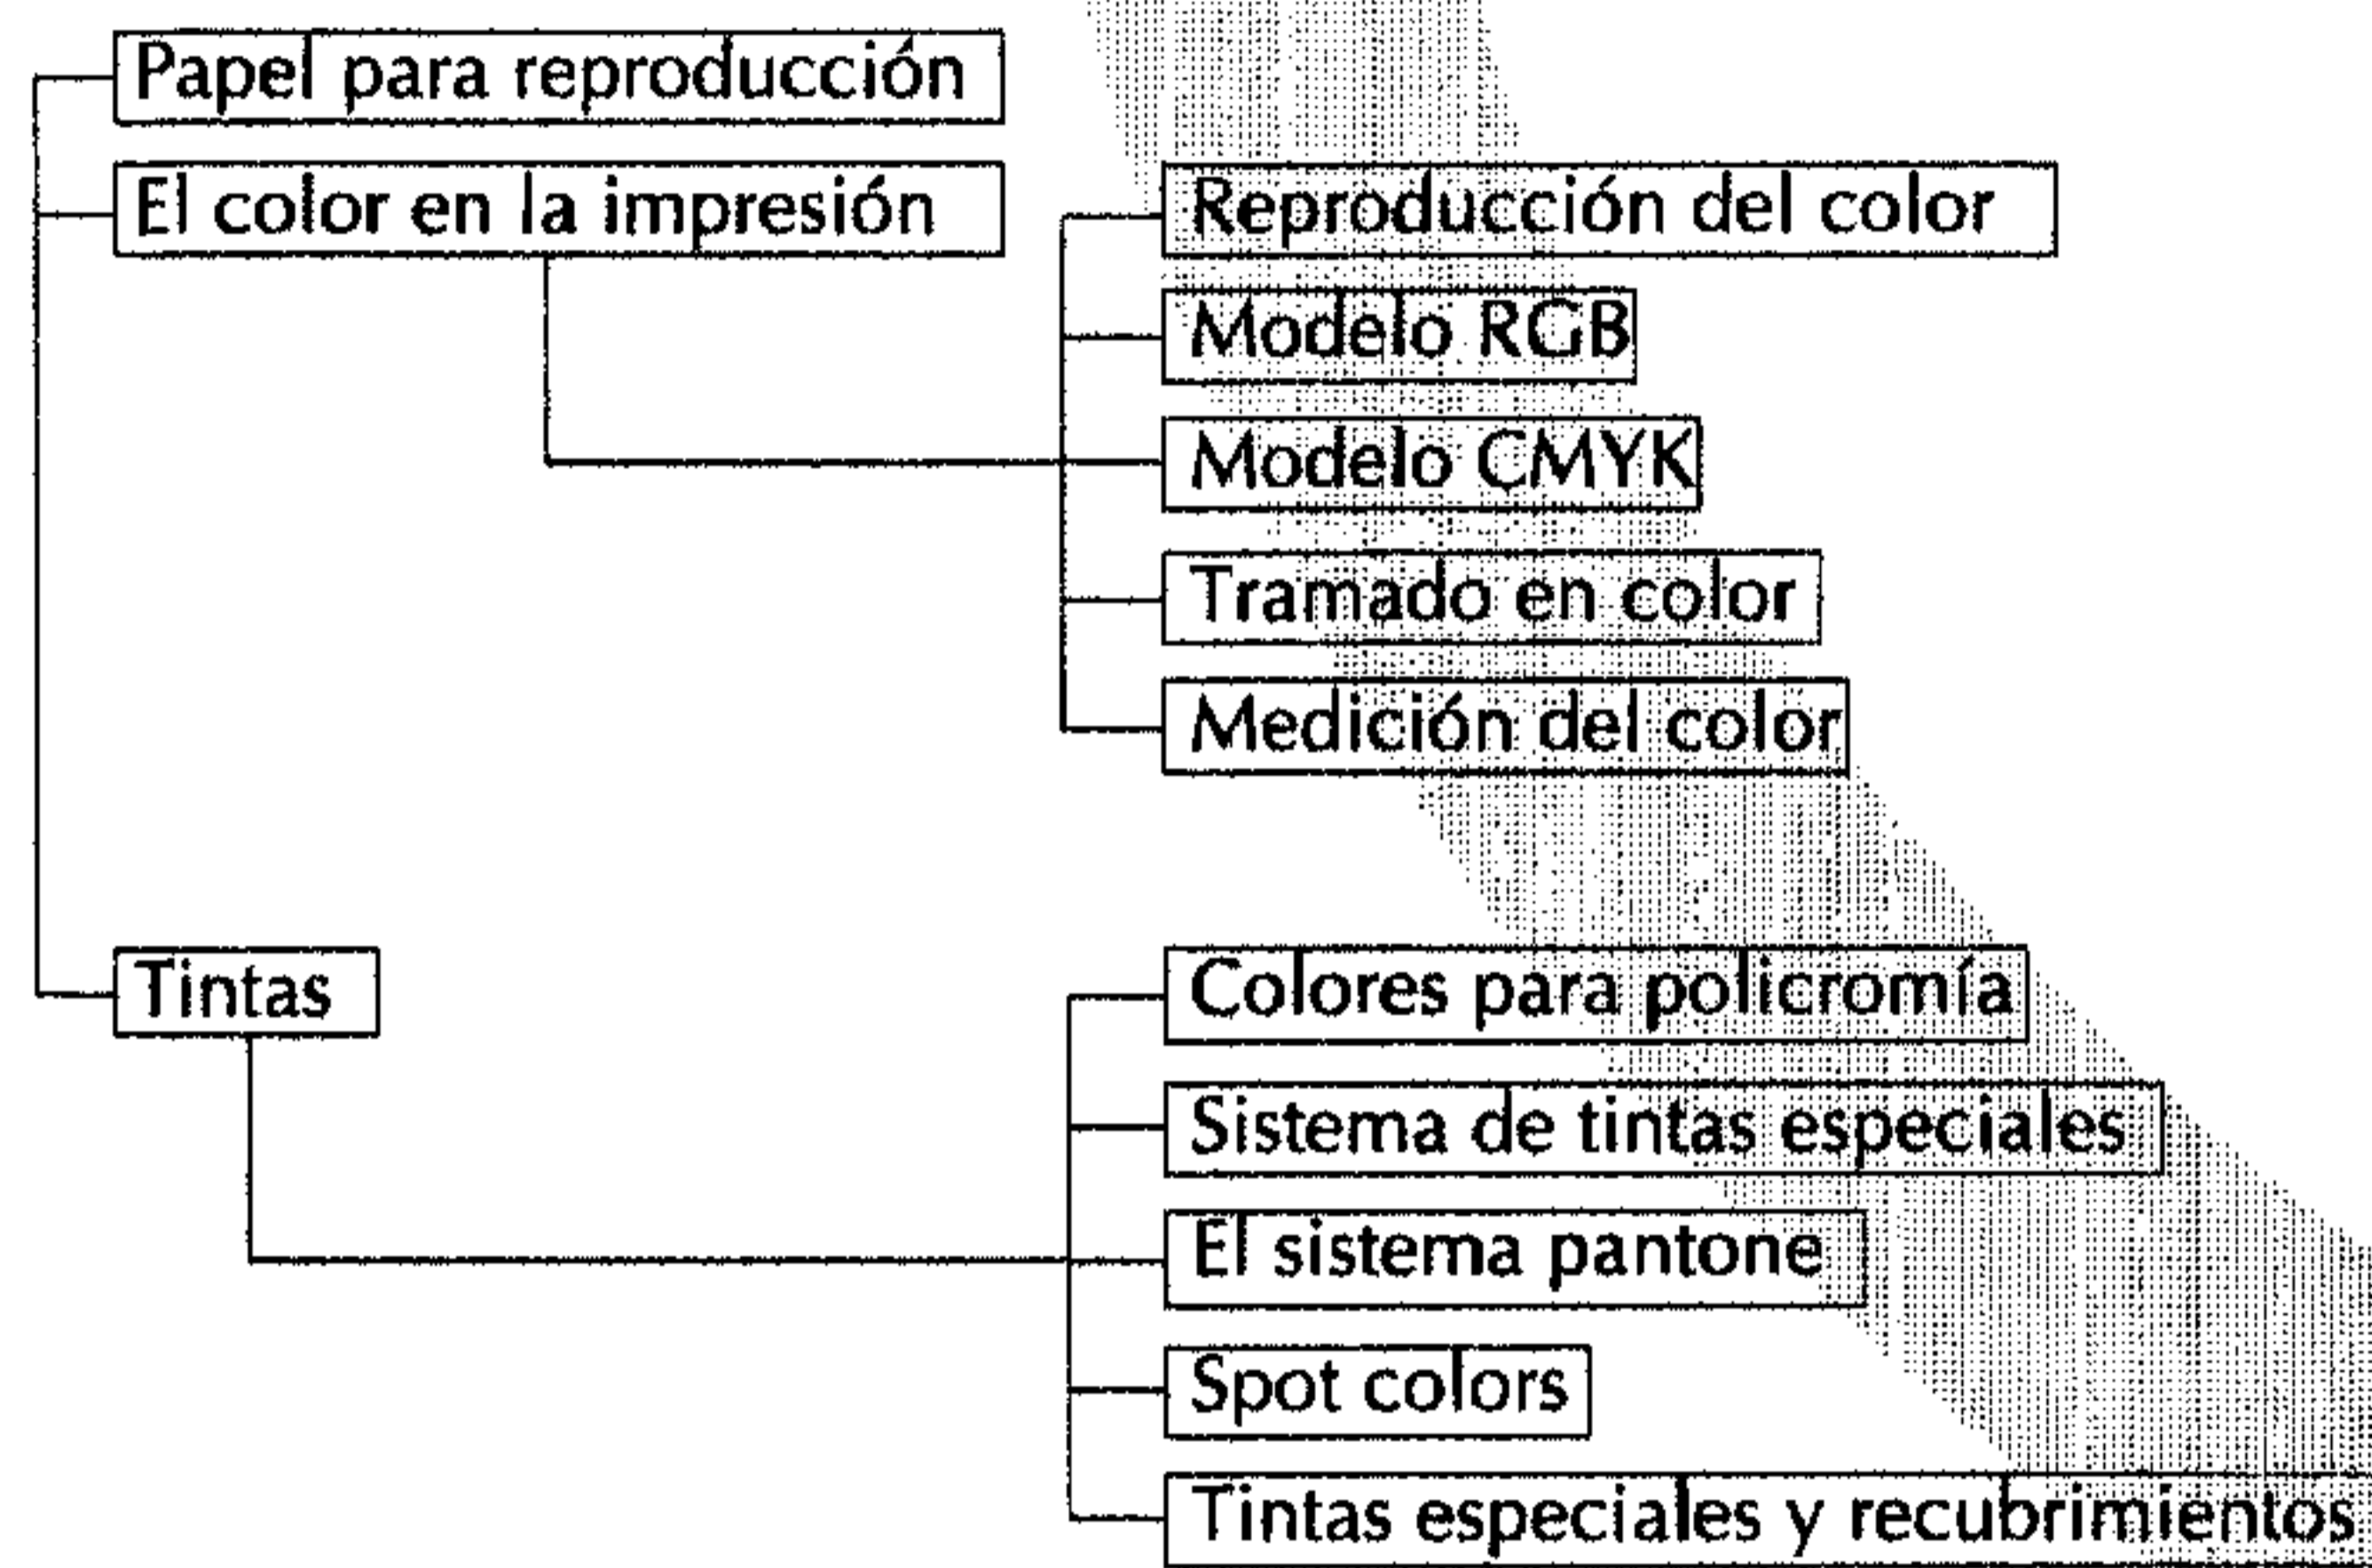 Papel para reproducción
El color en la impresión
Reproducción del color
Modelo RGB
Modelo CMYK
Tramado en color
Medición del color
Tintas
Colores para policromía
Sistema de tintas especiales
El sistema pantone
Spot colors
Tintas especiales y recubrimientos